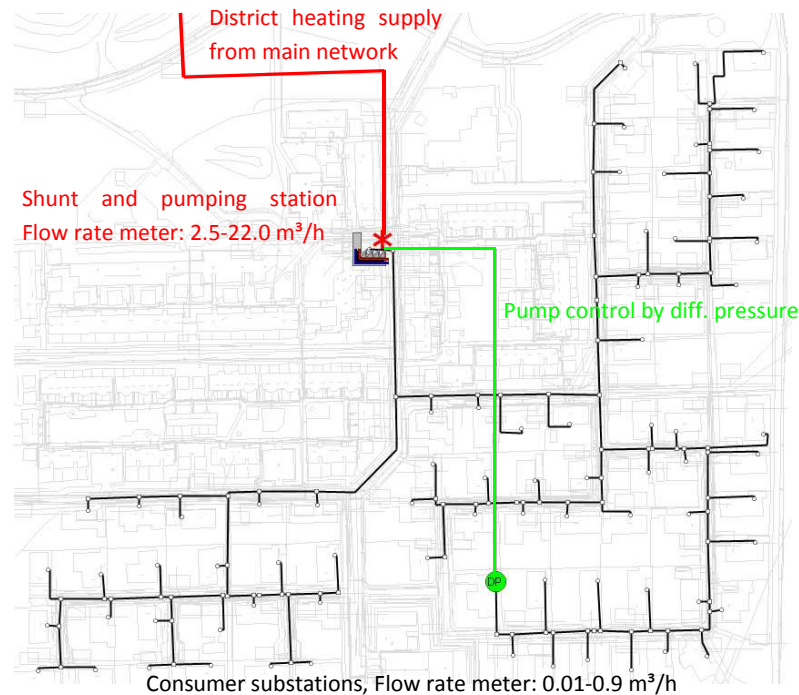 District heating supply
from main network
Shunt and pumping station
Flow rate meter: 2.5-22.0 m³/h
Pump control by diff. pressure
DP
Consumer substations, Flow rate meter: 0.01-0.9 m³/h